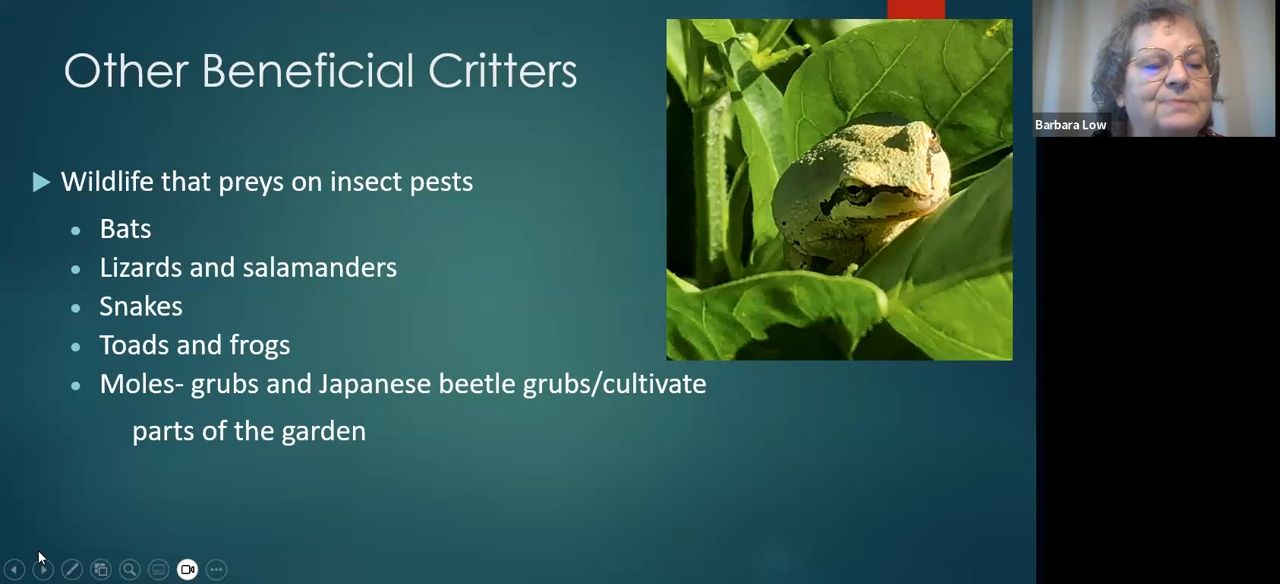 Other Beneficial Critters
Wildlife that preys on insect pests
Bats
Lizards and salamanders
Snakes
Toads and frogs
Moles- grubs and Japanese beetle grubs/cultivate
parts of the garden
Barbara Low